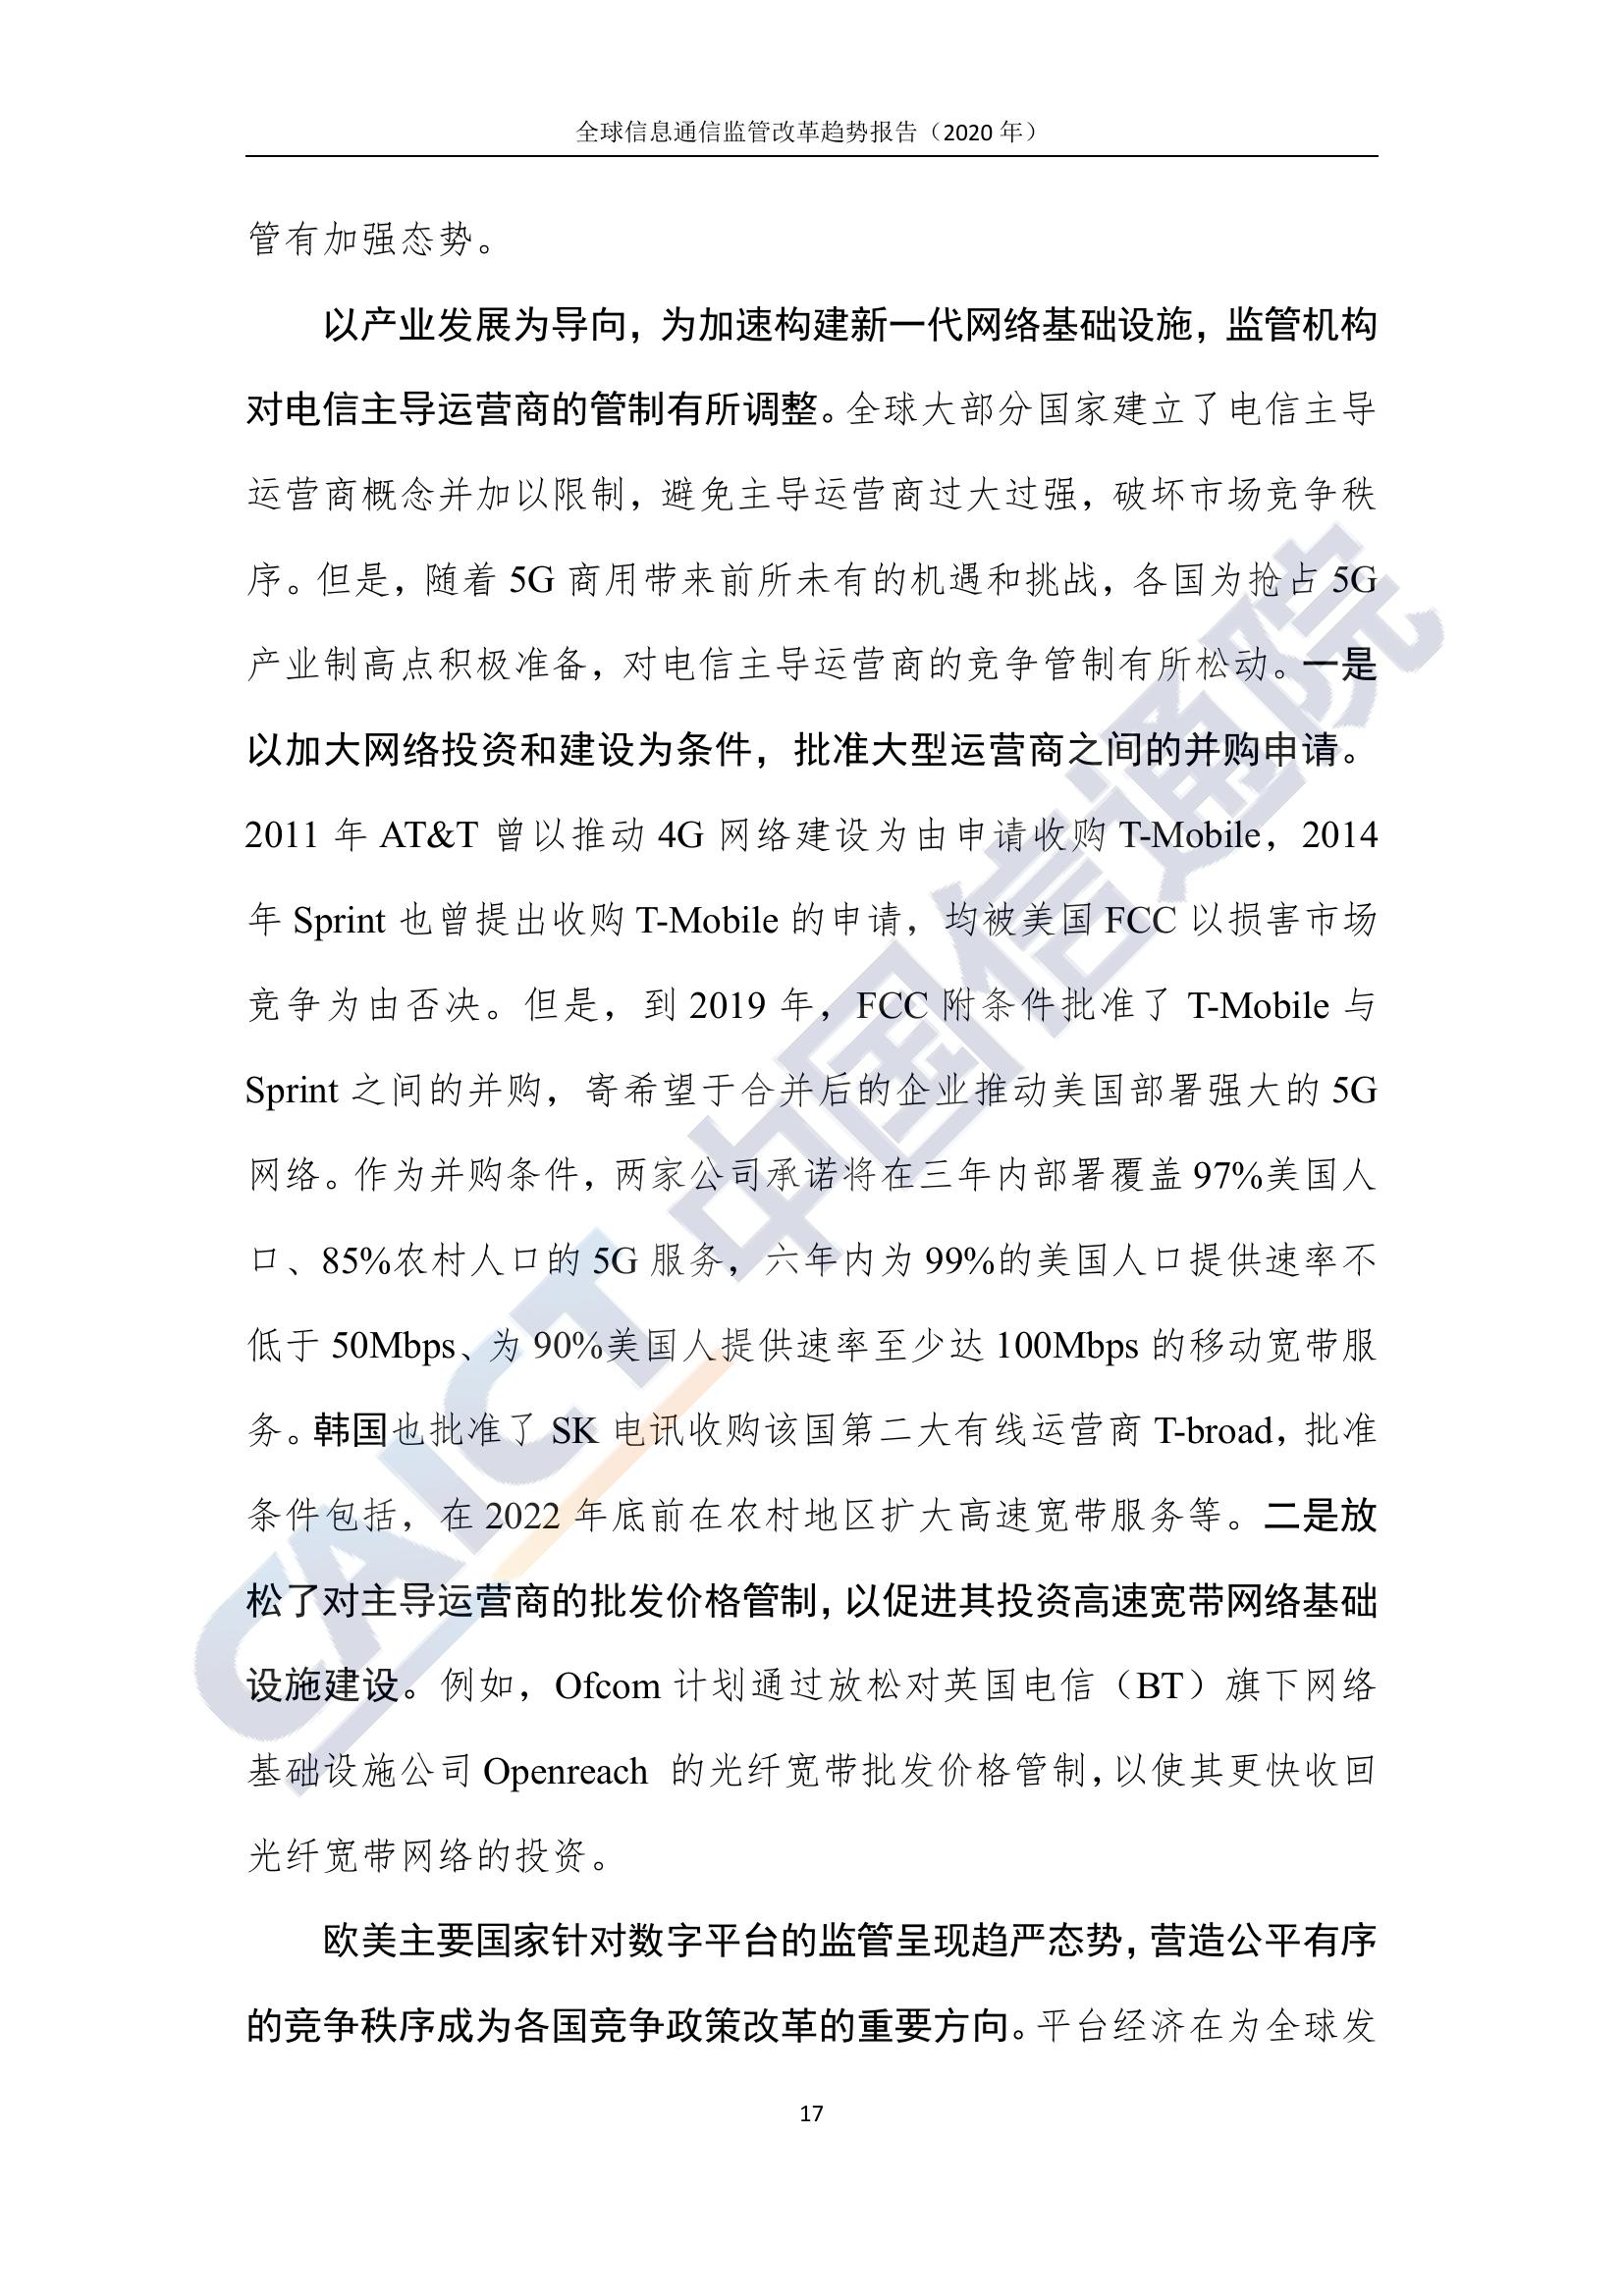 全球信息通信监管改革趋势报告（2020 年）
管有加强态势。
以产业发展为导向，为加速构建新一代网络基础设施，监管机构
对电信主导运营商的管制有所调整。全球大部分国家建立了电信主导
运营商概念并加以限制，避免主导运营商过大过强，破坏市场竞争秩
序。但是，随着 5G 商用带来前所未有的机遇和挑战，各国为抢占 5G
产业制高点积极准备，对电信主导运营商的竞争管制有所松动。一是
以加大网络投资和建设为条件，批准大型运营商之间的并购申请。
2011 年 AT&T 曾以推动 4G 网络建设为由申请收购 T-Mobile，2014
年 Sprint 也曾提出收购 T-Mobile 的申请，均被美国 FCC 以损害市场
竞争为由否决。但是，到 2019 年，FCC 附条件批准了 T-Mobile 与
Sprint 之间的并购，寄希望于合并后的企业推动美国部署强大的 5G
网络。作为并购条件，两家公司承诺将在三年内部署覆盖 97%美国人
口、85%农村人口的 5G 服务，六年内为 99%的美国人口提供速率不
低于 50Mbps、为 90%美国人提供速率至少达 100Mbps 的移动宽带服
务。韩国也批准了 SK 电讯收购该国第二大有线运营商 T-broad，批准
条件包括，在 2022 年底前在农村地区扩大高速宽带服务等。二是放
松了对主导运营商的批发价格管制，以促进其投资高速宽带网络基础
设施建设。例如，Ofcom 计划通过放松对英国电信（BT）旗下网络
基础设施公司 Openreach 的光纤宽带批发价格管制，以使其更快收回
光纤宽带网络的投资。
欧美主要国家针对数字平台的监管呈现趋严态势，营造公平有序
的竞争秩序成为各国竞争政策改革的重要方向。平台经济在为全球发
17
CAICT 中国信通院